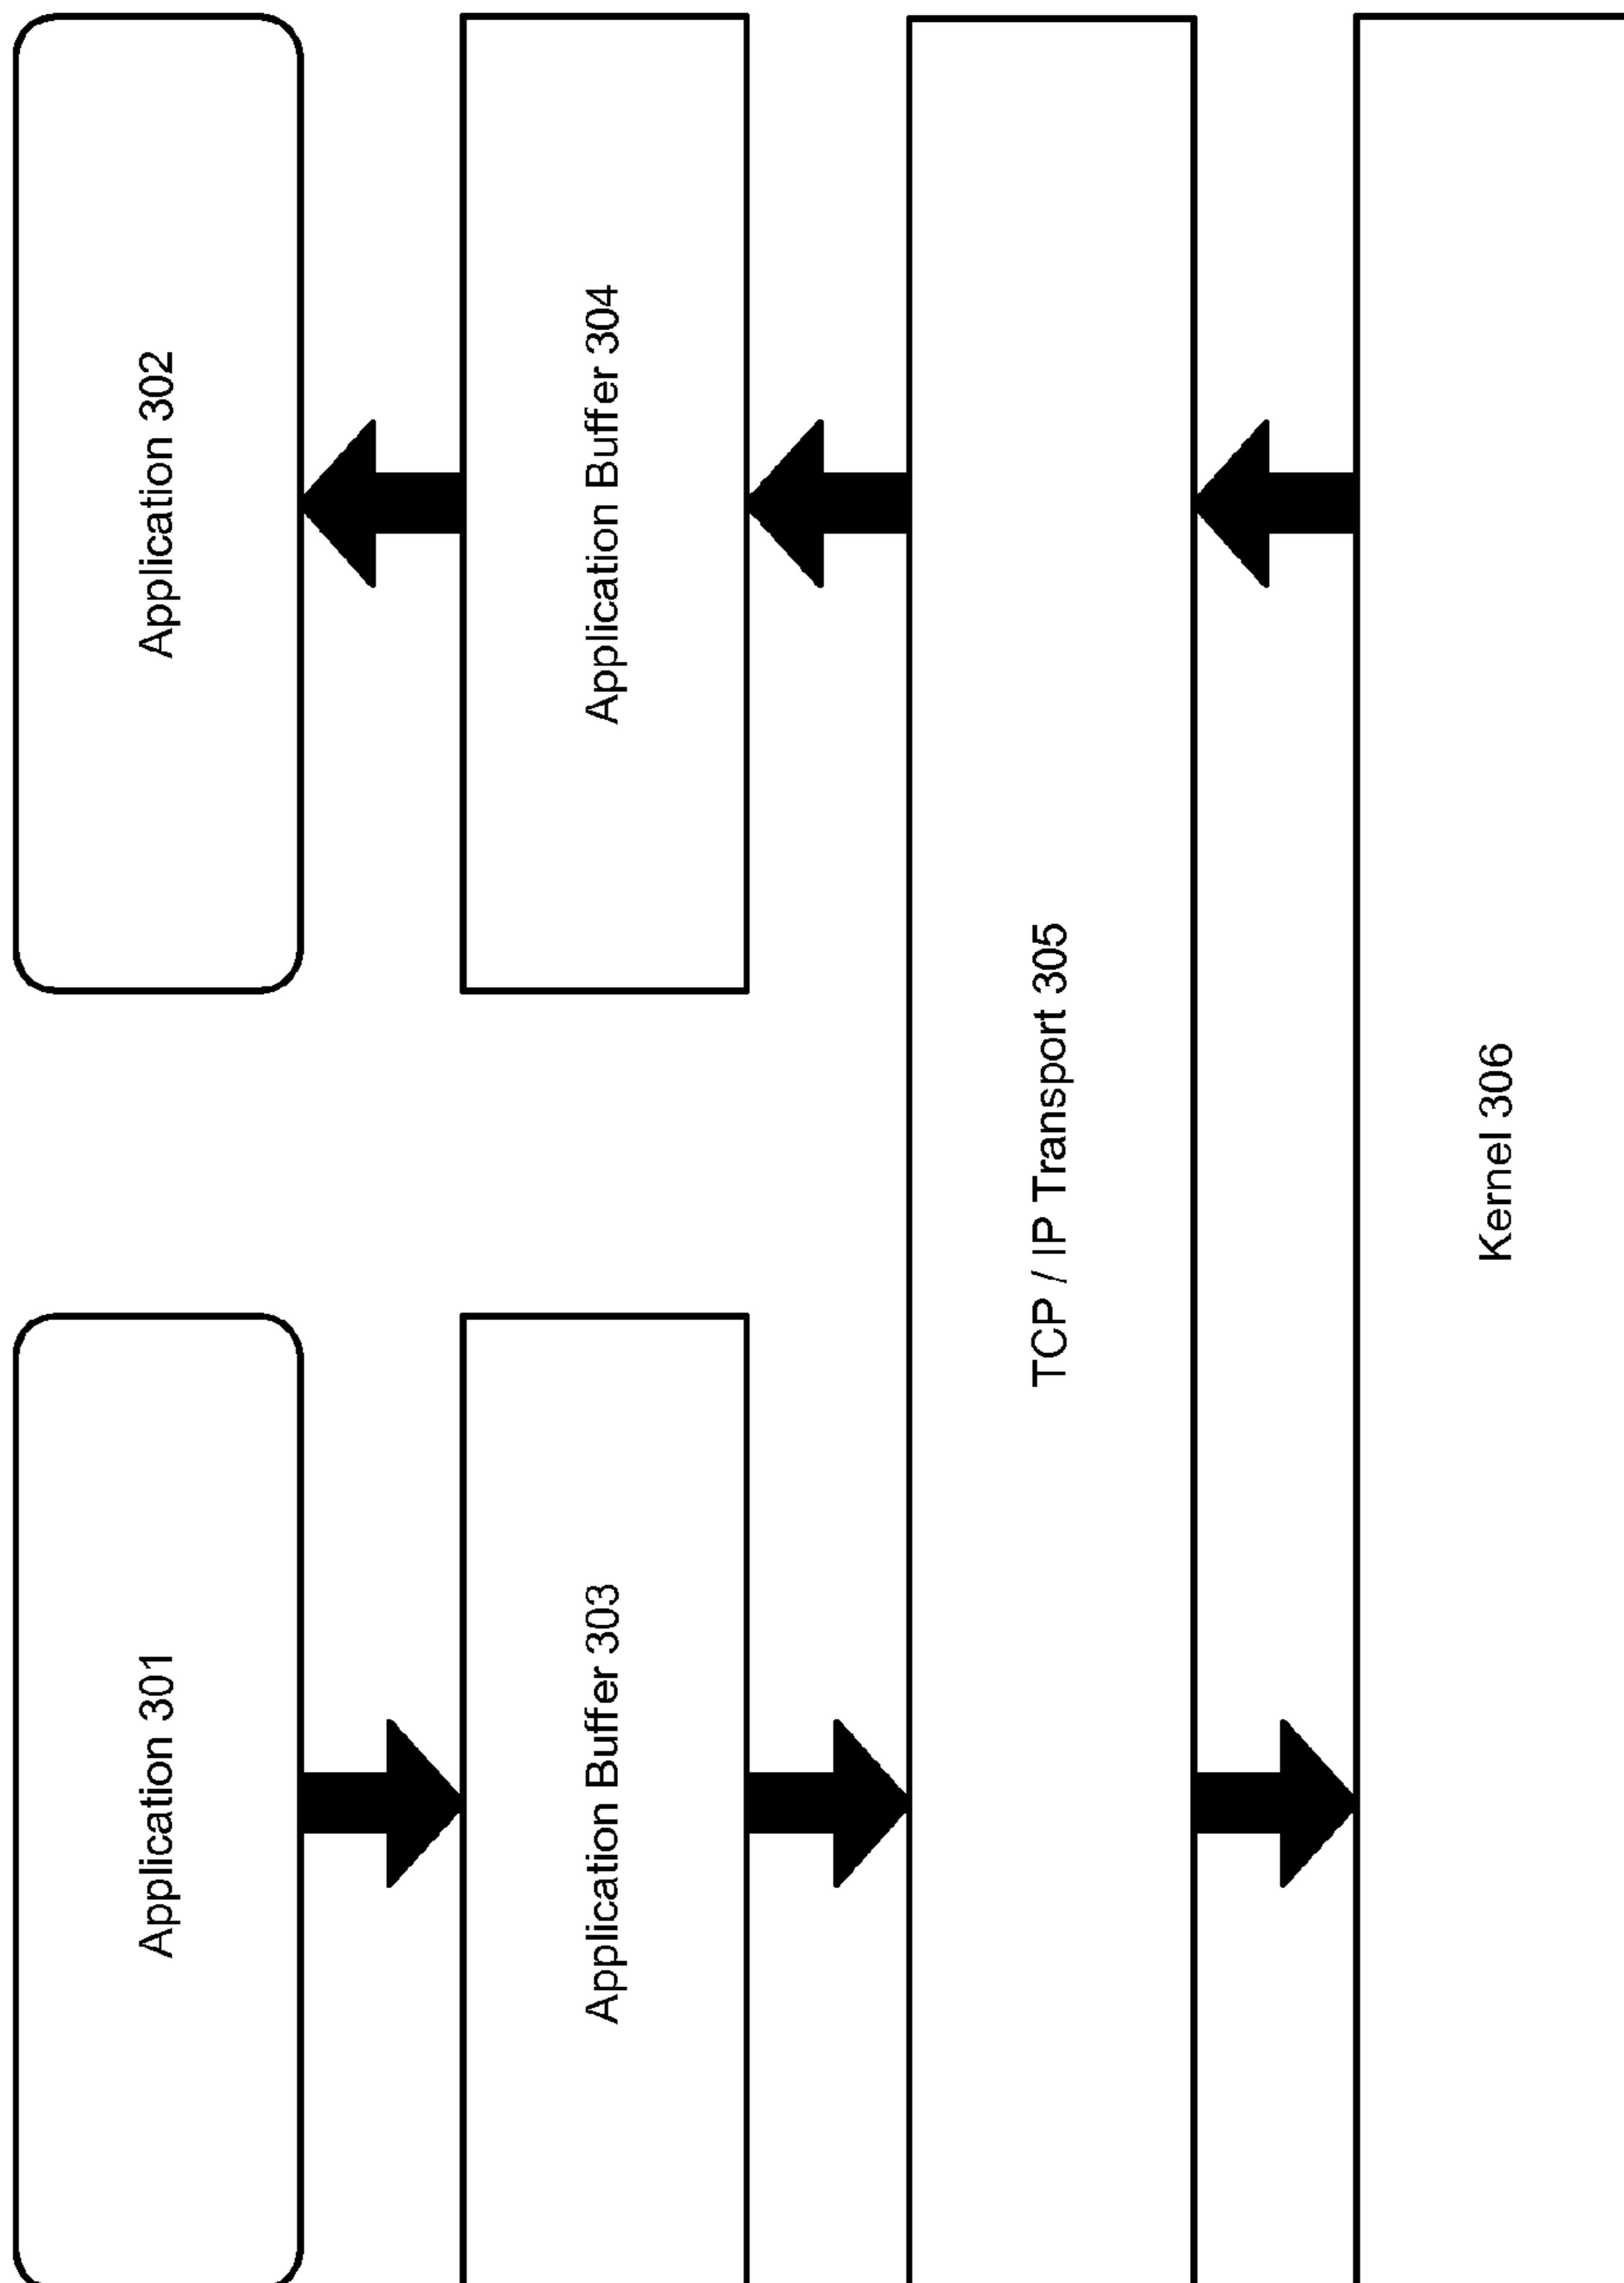 Application 301
Application 302
Application Buffer 303
Application Buffer 304
TCP / IP Transport 305
Kernel 306